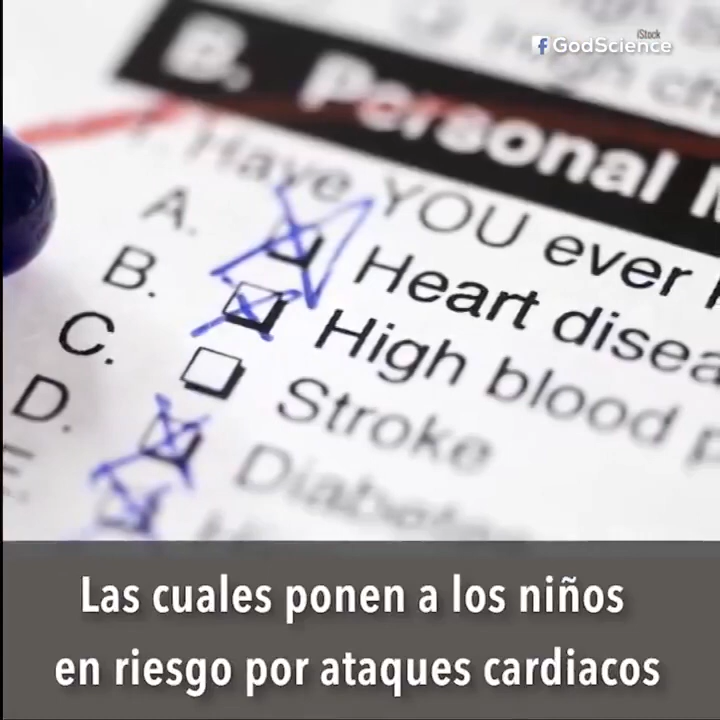 iStock
GodScience
B. Personal
1. Have YOU ever
A. Heart disea
B. High blood p
C. Stroke
D. Diabetes
E.
Las cuales ponen a los niños
en riesgo por ataques cardiacos